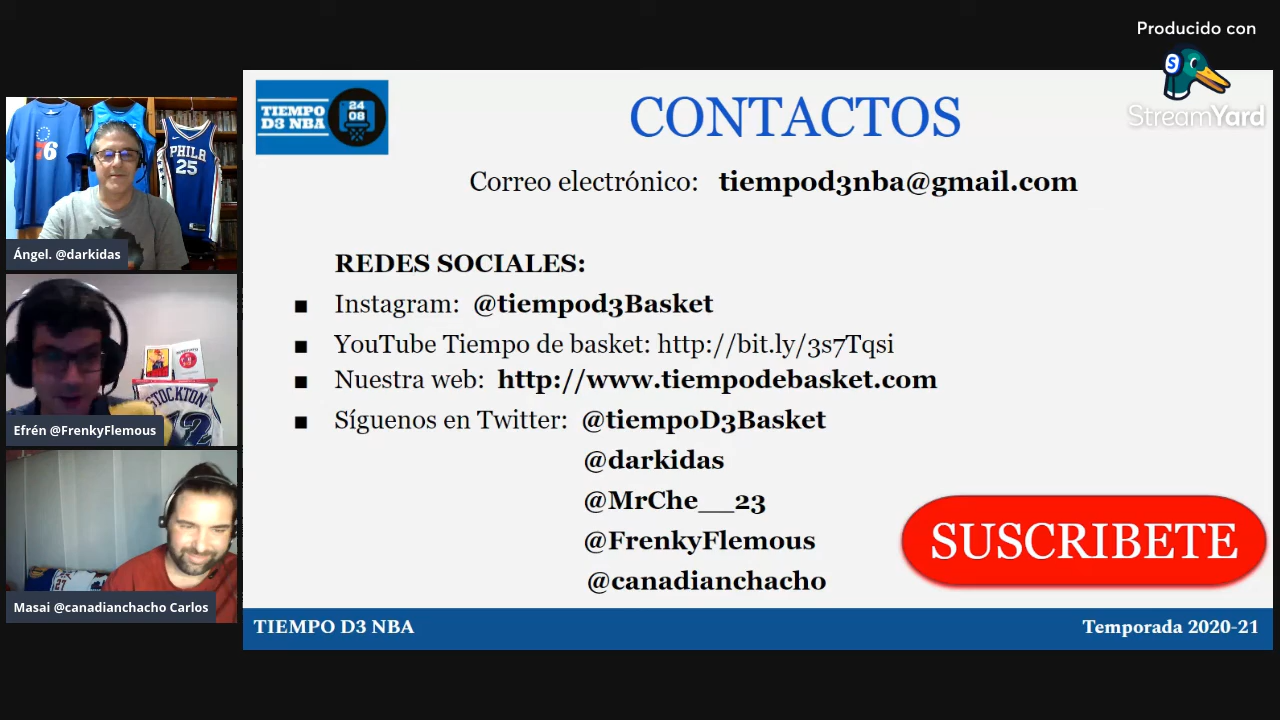 Producido con
StreamYard
TIEMPO
D3 NBA
24
08
CONTACTOS
Correo electrónico: tiempod3nba@gmail.com
REDES SOCIALES:
▪ Instagram: @tiempod3Basket
▪ YouTube Tiempo de basket: http://bit.ly/3s7Tqsi
▪ Nuestra web: http://www.tiempodebasket.com
▪ Síguenos en Twitter: @tiempoD3Basket
@darkidas
@MrChe__23
@FrenkyFlemous
@canadianchacho
SUSCRIBETE
TIEMPO D3 NBA
Temporada 2020-21
PHILA
25
76
Ángel. @darkidas
STOCKTON
12
Efrén @FrenkyFlemous
27
Masai @canadianchacho Carlos